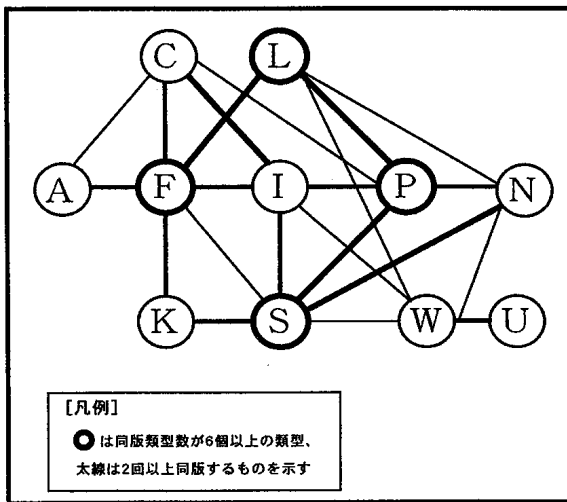 C L
A F I P N
K S W U
[凡例]
は同版類型数が6個以上の類型、
太線は2回以上同版するものを示す